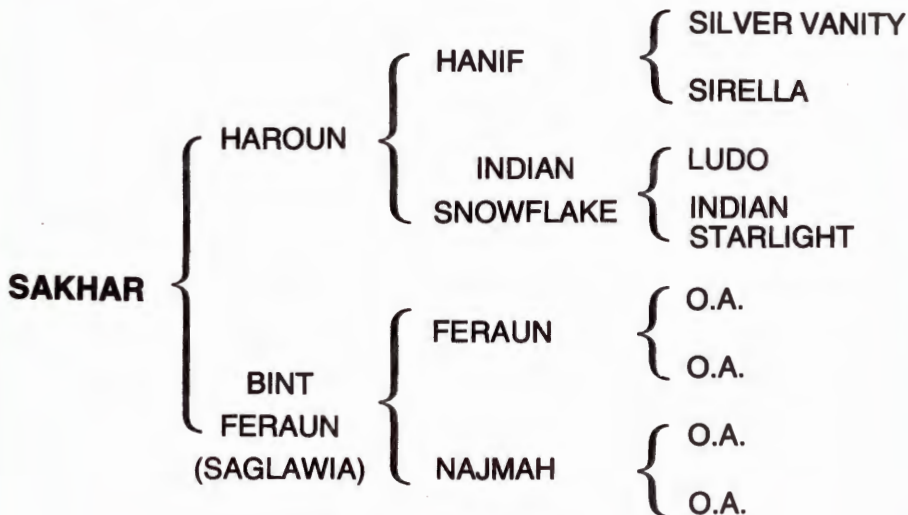 SILVER VANITY
HANIF
SIRELLA
HAROUN
INDIAN
SNOWFLAKE
LUDO
INDIAN
STARLIGHT
SAKHAR
O.A.
FERAUN
O.A.
BINT
FERAUN
(SAGLAWIA)
O.A.
NAJMAH
O.A.